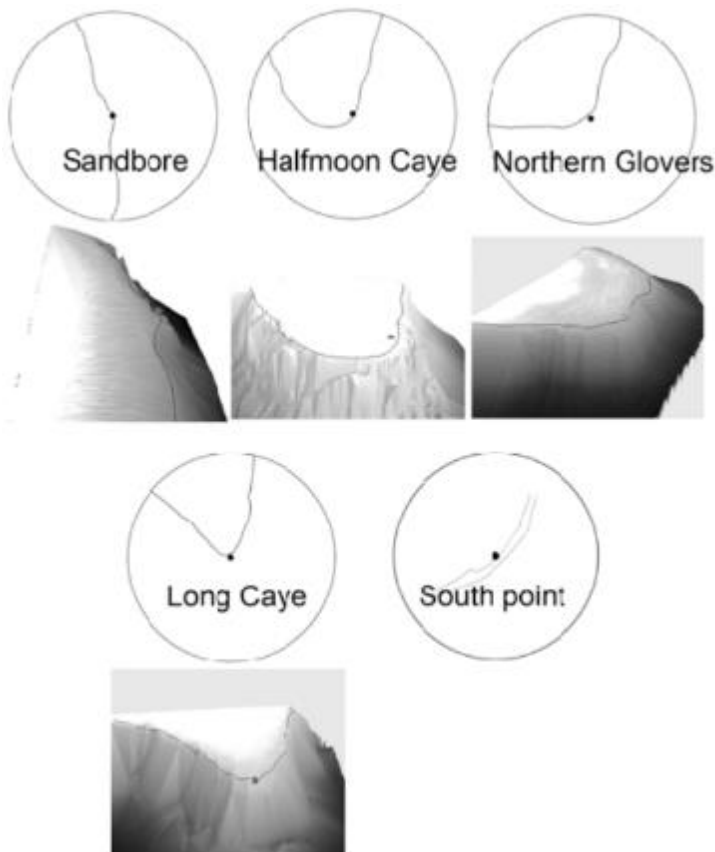 Sandbore
Halfmoon Caye
Northern Glovers
Long Caye
South point